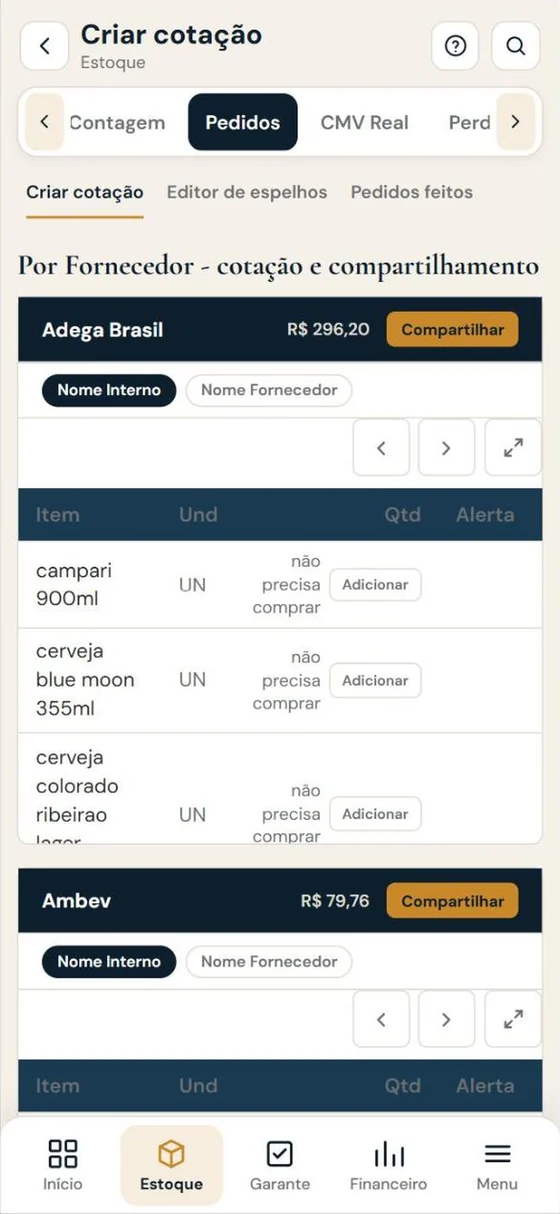 Criar cotação
Estoque
Contagem Pedidos CMV Real Perd
Criar cotação Editor de espelhos Pedidos feitos
Por Fornecedor - cotação e compartilhamento
Adega Brasil R$ 296,20 Compartilhar
Nome Interno Nome Fornecedor
Item Und Qtd Alerta
campari
900ml
UN
não
precisa
comprar
Adicionar
cerveja
blue moon
355ml
UN
não
precisa
comprar
Adicionar
cerveja
colorado
ribeirao
lager
UN
não
precisa
comprar
Adicionar
Ambev R$ 79,76 Compartilhar
Nome Interno Nome Fornecedor
Item Und Qtd Alerta
Início Estoque Garante Financeiro Menu